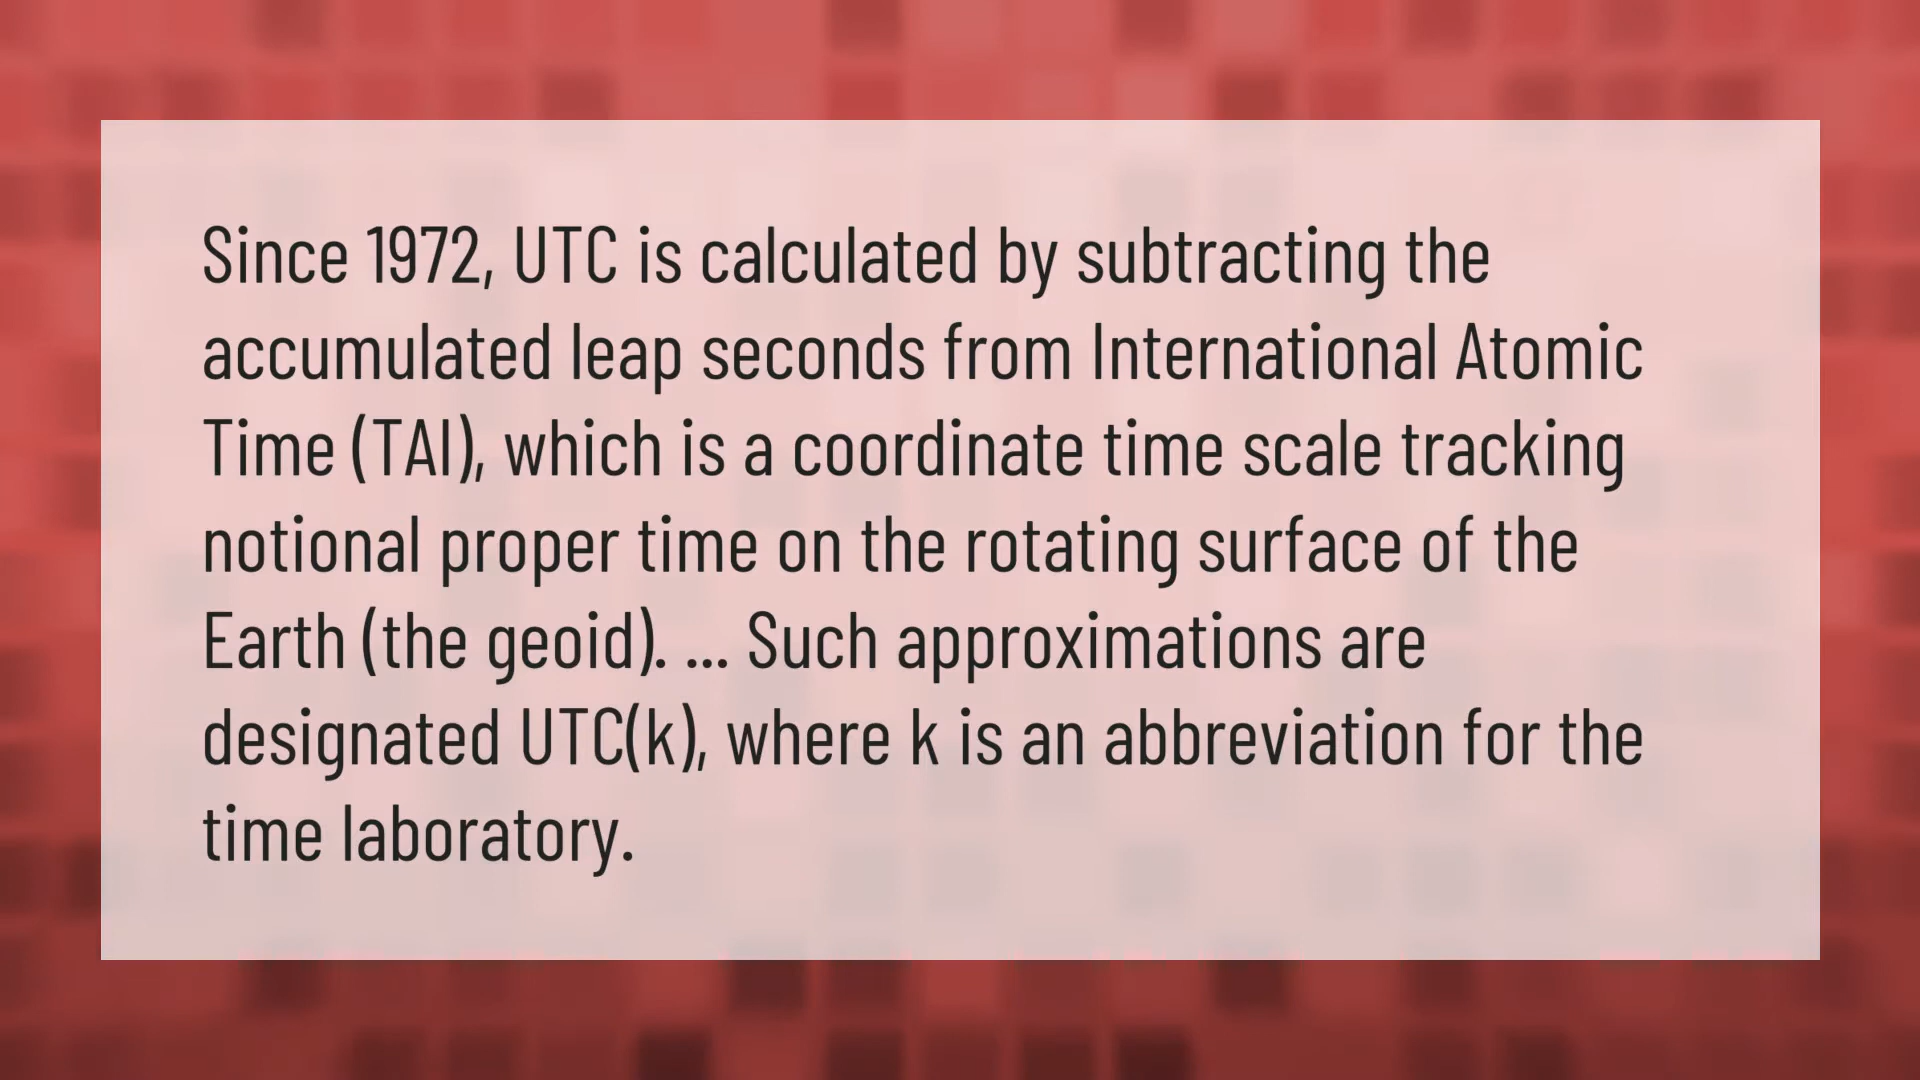 Since 1972, UTC is calculated by subtracting the
accumulated leap seconds from International Atomic
Time (TAI), which is a coordinate time scale tracking
notional proper time on the rotating surface of the
Earth (the geoid). ... Such approximations are
designated UTC(k), where k is an abbreviation for the
time laboratory.